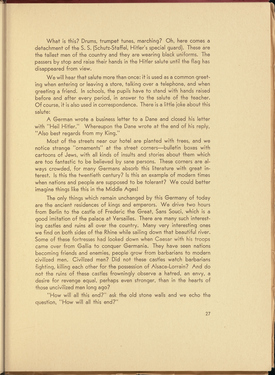 What is this? Drums, trumpet tunes, marching? Oh, here comes a
detachment of the S. S. (Schutz-Staffel, Hitler's special guard). These are
the tallest men of the country and they are wearing black uniforms. The
passers by stop and raise their hands in the Hitler salute until the flag has
disappeared from view.
We will hear that salute more than once: it is used as a common greet-
ing when entering or leaving a store, talking over a telephone, and when
greeting a friend. In schools, the pupils have to stand with hands raised
before and after every period, in answer to the salute of the teacher.
Of course, it is also used in correspondence. There is a little joke about this
salute:
A German wrote a business letter to a Dane and closed his letter
with "Heil Hitler." Whereupon the Dane wrote at the end of his reply,
"Also best regards from my King."
Most of the streets near our hotel are planted with trees, and we
notice strange "ornaments" at the street corners—bulletin boxes with
cartoons of Jews, with all kinds of insults and stories about them which
are too fantastic to be believed by sane persons. These corners are al-
ways crowded, for many Germans absorb this literature with great in-
terest. Is this the twentieth century? Is this an example of modern times
when nations and people are supposed to be tolerant? We could better
imagine things like this in the Middle Ages!
The only things which remain unchanged by this Germany of today
are the ancient residences of kings and emperors. We drive two hours
from Berlin to the castle of Frederic the Great, Sans Souci, which is a
good imitation of the palace of Versailles. There are many such interest-
ing castles and ruins all over the country. Many very interesting ones
we find on both sides of the Rhine while sailing down that beautiful river.
Some of these fortresses had looked down when Caesar with his troops
came over from Gallia to conquer Germania. They have seen nations
becoming friends and enemies, people grow from barbarians to modern
civilized men. Civilized men? Did not these castles watch barbarians
fighting, killing each other for the possession of Alsace-Lorrain? And do
not the ruins of these castles frowningly observe a hatred, an envy, a
desire for revenge equal, perhaps even stronger, than in the hearts of
those uncivilized men long ago?
"How will all this end?" ask the old stone walls and we echo the
question, "How will all this end?"
37